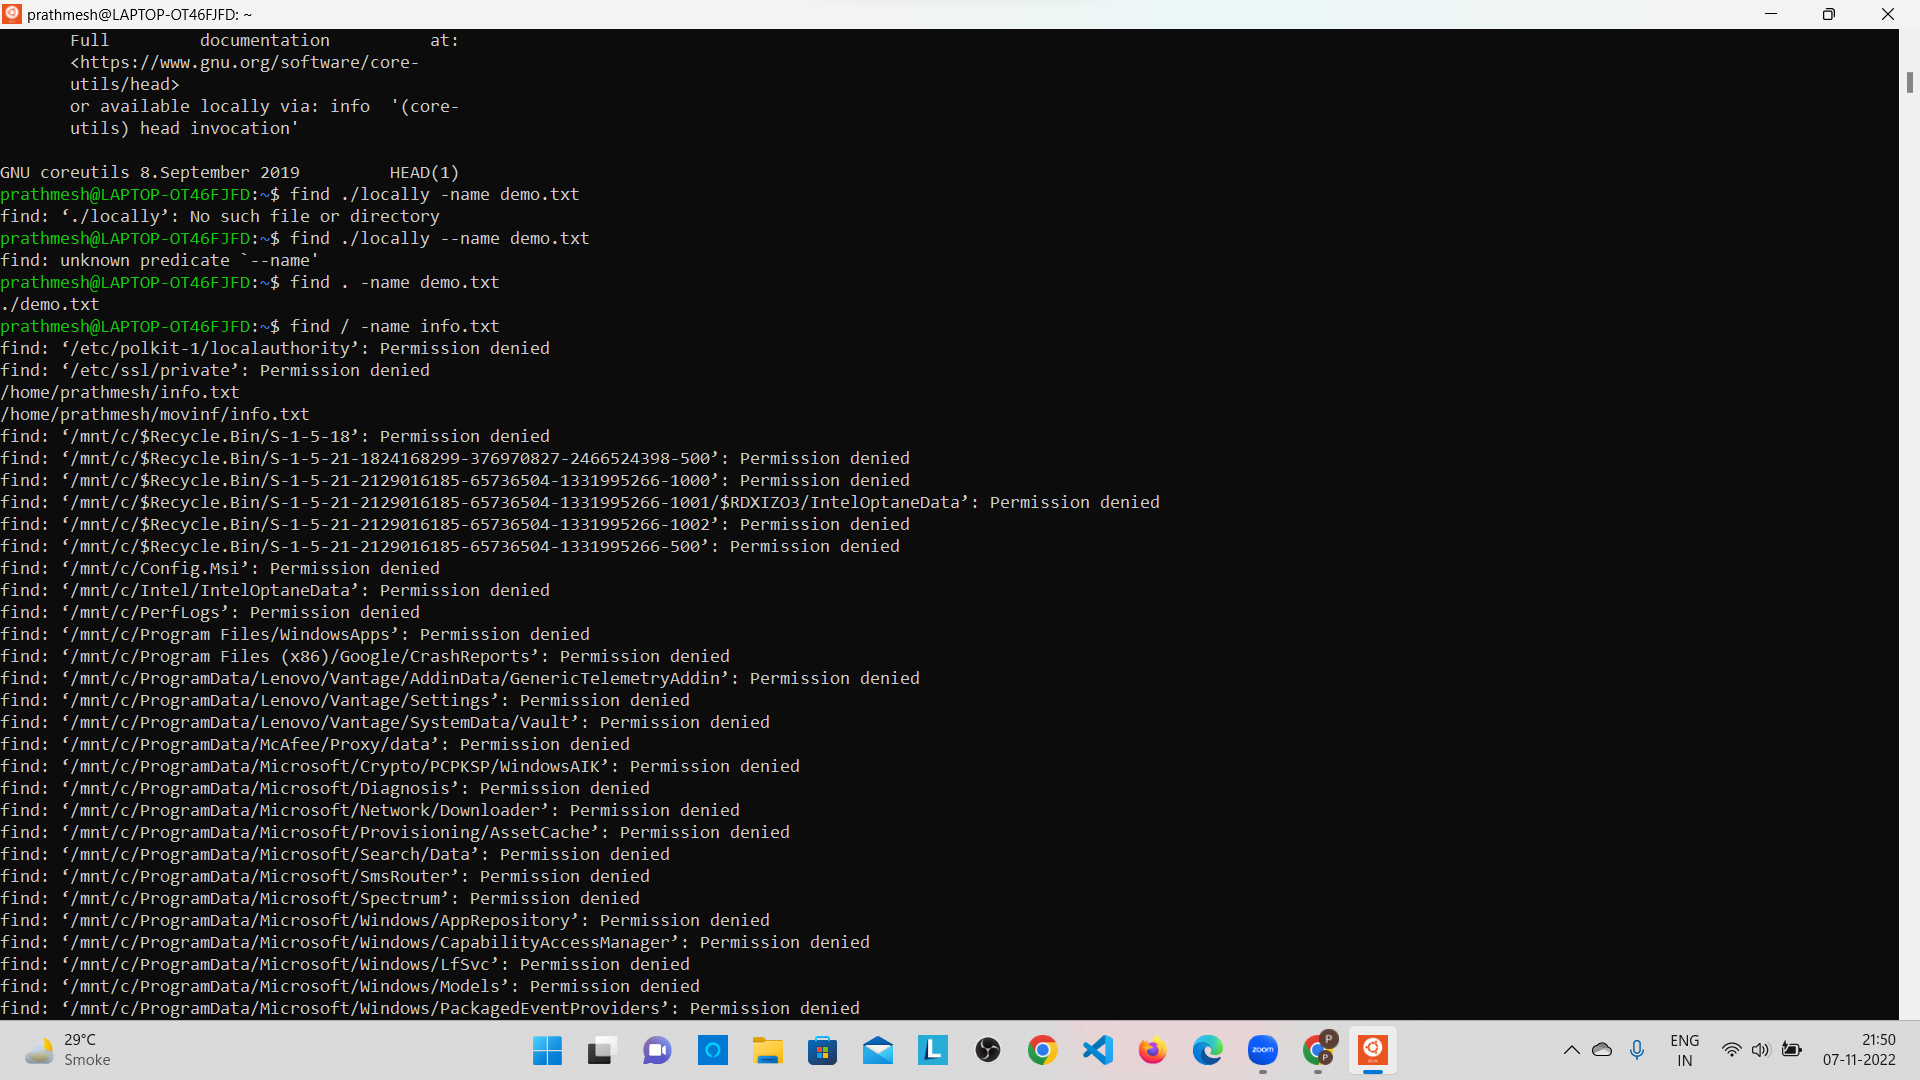 prathmesh@LAPTOP-OT46FJFD: ~
Full documentation at:
<https://www.gnu.org/software/core-
utils/head>
or available locally via: info '(core-
utils) head invocation'
GNU coreutils 8.September 2019 HEAD(1)
prathmesh@LAPTOP-OT46FJFD:~$ find ./locally -name demo.txt
find: ‘./locally’: No such file or directory
prathmesh@LAPTOP-OT46FJFD:~$ find ./locally --name demo.txt
find: unknown predicate `--name'
prathmesh@LAPTOP-OT46FJFD:~$ find . -name demo.txt
./demo.txt
prathmesh@LAPTOP-OT46FJFD:~$ find / -name info.txt
find: ‘/etc/polkit-1/localauthority’: Permission denied
find: ‘/etc/ssl/private’: Permission denied
/home/prathmesh/info.txt
/home/prathmesh/movinf/info.txt
find: ‘/mnt/c/$Recycle.Bin/S-1-5-18’: Permission denied
find: ‘/mnt/c/$Recycle.Bin/S-1-5-21-1824168299-376970827-2466524398-500’: Permission denied
find: ‘/mnt/c/$Recycle.Bin/S-1-5-21-2129016185-65736504-1331995266-1000’: Permission denied
find: ‘/mnt/c/$Recycle.Bin/S-1-5-21-2129016185-65736504-1331995266-1001/$RDXIZO3/IntelOptaneData’: Permission denied
find: ‘/mnt/c/$Recycle.Bin/S-1-5-21-2129016185-65736504-1331995266-1002’: Permission denied
find: ‘/mnt/c/$Recycle.Bin/S-1-5-21-2129016185-65736504-1331995266-500’: Permission denied
find: ‘/mnt/c/Config.Msi’: Permission denied
find: ‘/mnt/c/Intel/IntelOptaneData’: Permission denied
find: ‘/mnt/c/PerfLogs’: Permission denied
find: ‘/mnt/c/Program Files/WindowsApps’: Permission denied
find: ‘/mnt/c/Program Files (x86)/Google/CrashReports’: Permission denied
find: ‘/mnt/c/ProgramData/Lenovo/Vantage/AddinData/GenericTelemetryAddin’: Permission denied
find: ‘/mnt/c/ProgramData/Lenovo/Vantage/Settings’: Permission denied
find: ‘/mnt/c/ProgramData/Lenovo/Vantage/SystemData/Vault’: Permission denied
find: ‘/mnt/c/ProgramData/McAfee/Proxy/data’: Permission denied
find: ‘/mnt/c/ProgramData/Microsoft/Crypto/PCPKSP/WindowsAIK’: Permission denied
find: ‘/mnt/c/ProgramData/Microsoft/Diagnosis’: Permission denied
find: ‘/mnt/c/ProgramData/Microsoft/Network/Downloader’: Permission denied
find: ‘/mnt/c/ProgramData/Microsoft/Provisioning/AssetCache’: Permission denied
find: ‘/mnt/c/ProgramData/Microsoft/Search/Data’: Permission denied
find: ‘/mnt/c/ProgramData/Microsoft/SmsRouter’: Permission denied
find: ‘/mnt/c/ProgramData/Microsoft/Spectrum’: Permission denied
find: ‘/mnt/c/ProgramData/Microsoft/Windows/AppRepository’: Permission denied
find: ‘/mnt/c/ProgramData/Microsoft/Windows/CapabilityAccessManager’: Permission denied
find: ‘/mnt/c/ProgramData/Microsoft/Windows/LfSvc’: Permission denied
find: ‘/mnt/c/ProgramData/Microsoft/Windows/Models’: Permission denied
find: ‘/mnt/c/ProgramData/Microsoft/Windows/PackagedEventProviders’: Permission denied
29°C
Smoke
L
zoom
P
P
ENG
IN
21:50
07-11-2022